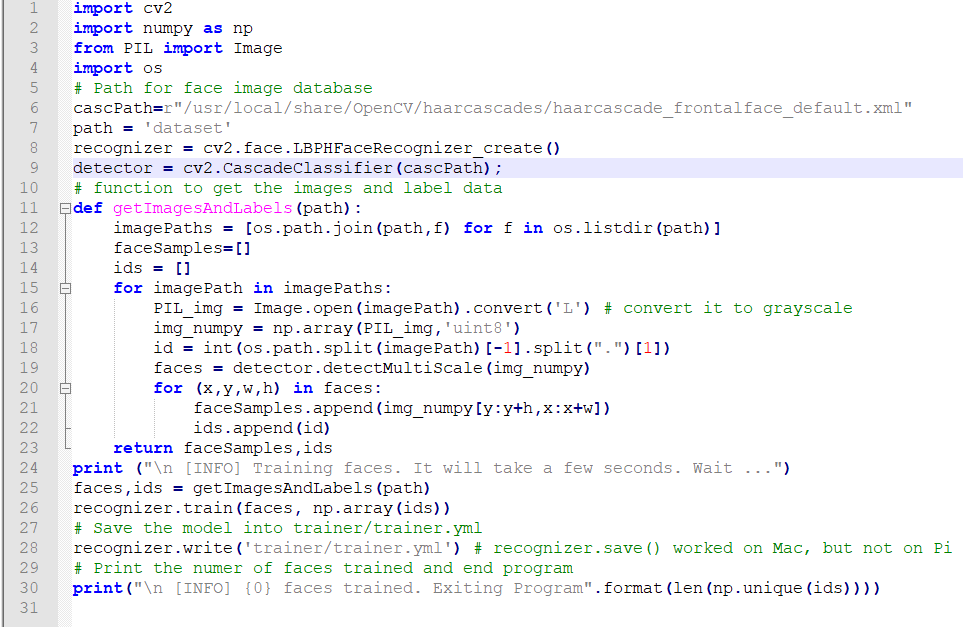 1 import cv2
2 import numpy as np
3 from PIL import Image
4 import os
5 # Path for face image database
6 cascPath=r"/usr/local/share/OpenCV/haarcascades/haarcascade_frontalface_default.xml"
7 path = 'dataset'
8 recognizer = cv2.face.LBPHFaceRecognizer_create()
9 detector = cv2.CascadeClassifier(cascPath);
10 # function to get the images and label data
11 def getImagesAndLabels(path):
12     imagePaths = [os.path.join(path,f) for f in os.listdir(path)]
13     faceSamples=[]
14     ids = []
15     for imagePath in imagePaths:
16         PIL_img = Image.open(imagePath).convert('L') # convert it to grayscale
17         img_numpy = np.array(PIL_img,'uint8')
18         id = int(os.path.split(imagePath)[-1].split(".")[1])
19         faces = detector.detectMultiScale(img_numpy)
20         for (x,y,w,h) in faces:
21             faceSamples.append(img_numpy[y:y+h,x:x+w])
22             ids.append(id)
23     return faceSamples,ids
24 print ("\n [INFO] Training faces. It will take a few seconds. Wait ...")
25 faces,ids = getImagesAndLabels(path)
26 recognizer.train(faces, np.array(ids))
27 # Save the model into trainer/trainer.yml
28 recognizer.write('trainer/trainer.yml') # recognizer.save() worked on Mac, but not on Pi
29 # Print the numer of faces trained and end program
30 print("\n [INFO] {0} faces trained. Exiting Program".format(len(np.unique(ids))))
31